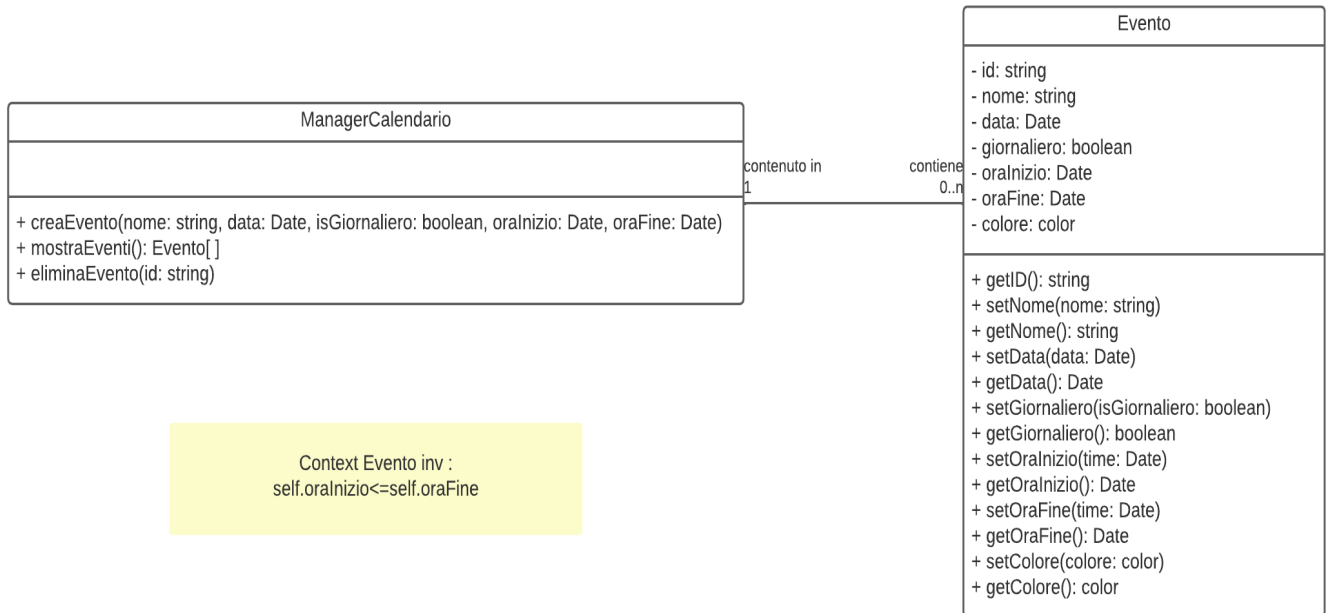 ManagerCalendario
+ creaEvento(nome: string, data: Date, isGiornaliero: boolean, oraInizio: Date, oraFine: Date)
+ mostraEventi(): Evento[ ]
+ eliminaEvento(id: string)
contenuto in
1
contiene
0..n
Evento
- id: string
- nome: string
- data: Date
- giornaliero: boolean
- oraInizio: Date
- oraFine: Date
- colore: color
+ getID(): string
+ setNome(nome: string)
+ getNome(): string
+ setData(data: Date)
+ getData(): Date
+ setGiornaliero(isGiornaliero: boolean)
+ getGiornaliero(): boolean
+ setOraInizio(time: Date)
+ getOraInizio(): Date
+ setOraFine(time: Date)
+ getOraFine(): Date
+ setColore(colore: color)
+ getColore(): color
Context Evento inv :
self.oraInizio<=self.oraFine